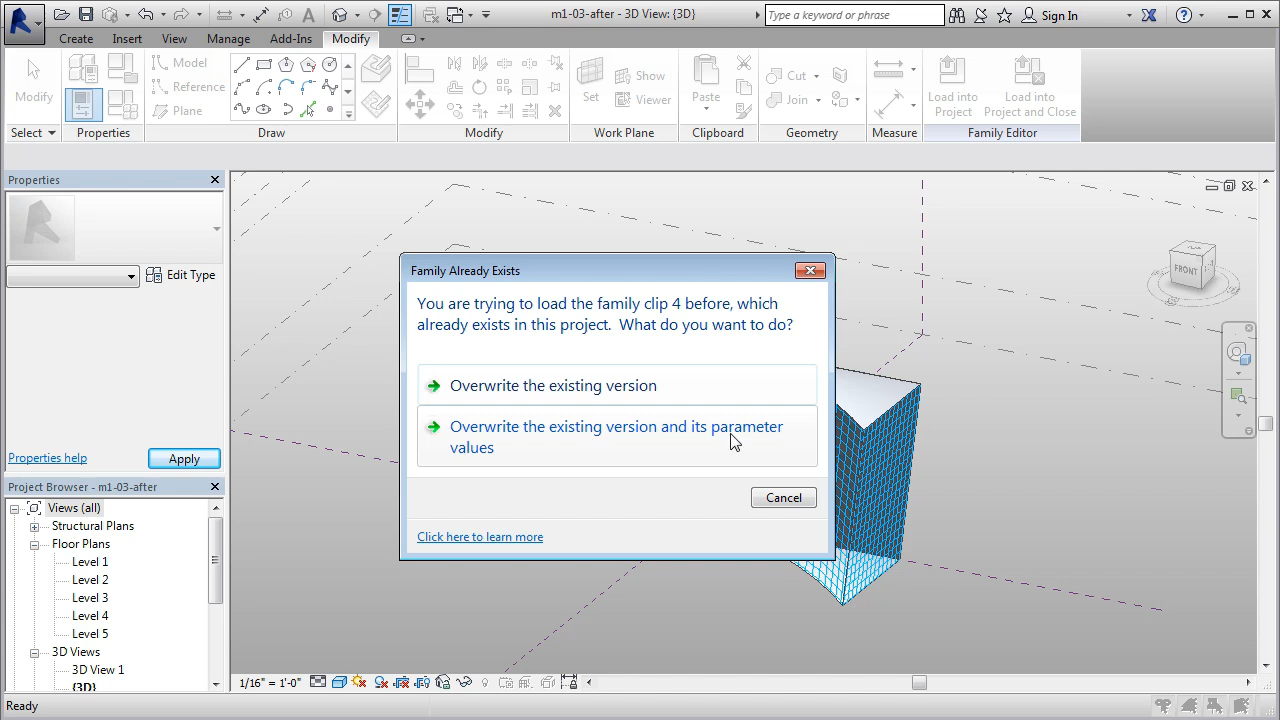 m1-03-after - 3D View: {3D}
Type a keyword or phrase
Sign In
Create
Insert
View
Manage
Add-Ins
Modify
Modify
Model
Reference
Plane
Set
Show
Viewer
Paste
Cut
Join
Load into
Project
Load into
Project and Close
Select
Properties
Draw
Modify
Work Plane
Clipboard
Geometry
Measure
Family Editor
Properties
Edit Type
Properties help
Apply
Project Browser - m1-03-after
Views (all)
Structural Plans
Floor Plans
Level 1
Level 2
Level 3
Level 4
Level 5
3D Views
3D View 1
{3D}
Family Already Exists
You are trying to load the family clip 4 before, which
already exists in this project. What do you want to do?
Overwrite the existing version
Overwrite the existing version and its parameter
values
Cancel
Click here to learn more
FRONT
1/16" = 1'-0"
Ready